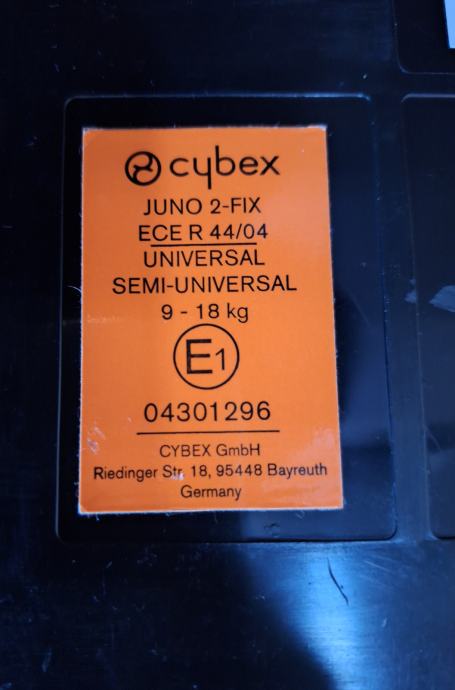 cybex
JUNO 2-FIX
ECE R 44/04
UNIVERSAL
SEMI-UNIVERSAL
9 - 18 kg
E1
04301296
CYBEX GmbH
Riedinger Str. 18, 95448 Bayreuth
Germany